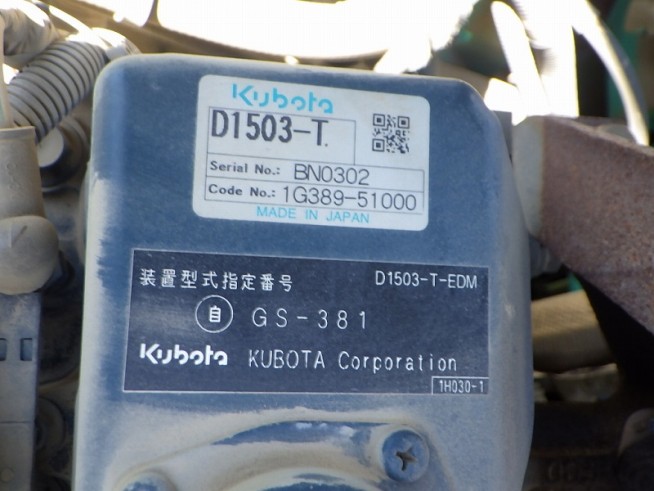 Kubota
D1503-T.
Serial No.: BN0302
Code No.: 1G389-51000
MADE IN JAPAN
装置型式指定番号 D1503-T-EDM
自 GS-381
Kubota KUBOTA Corporation
1H030-1